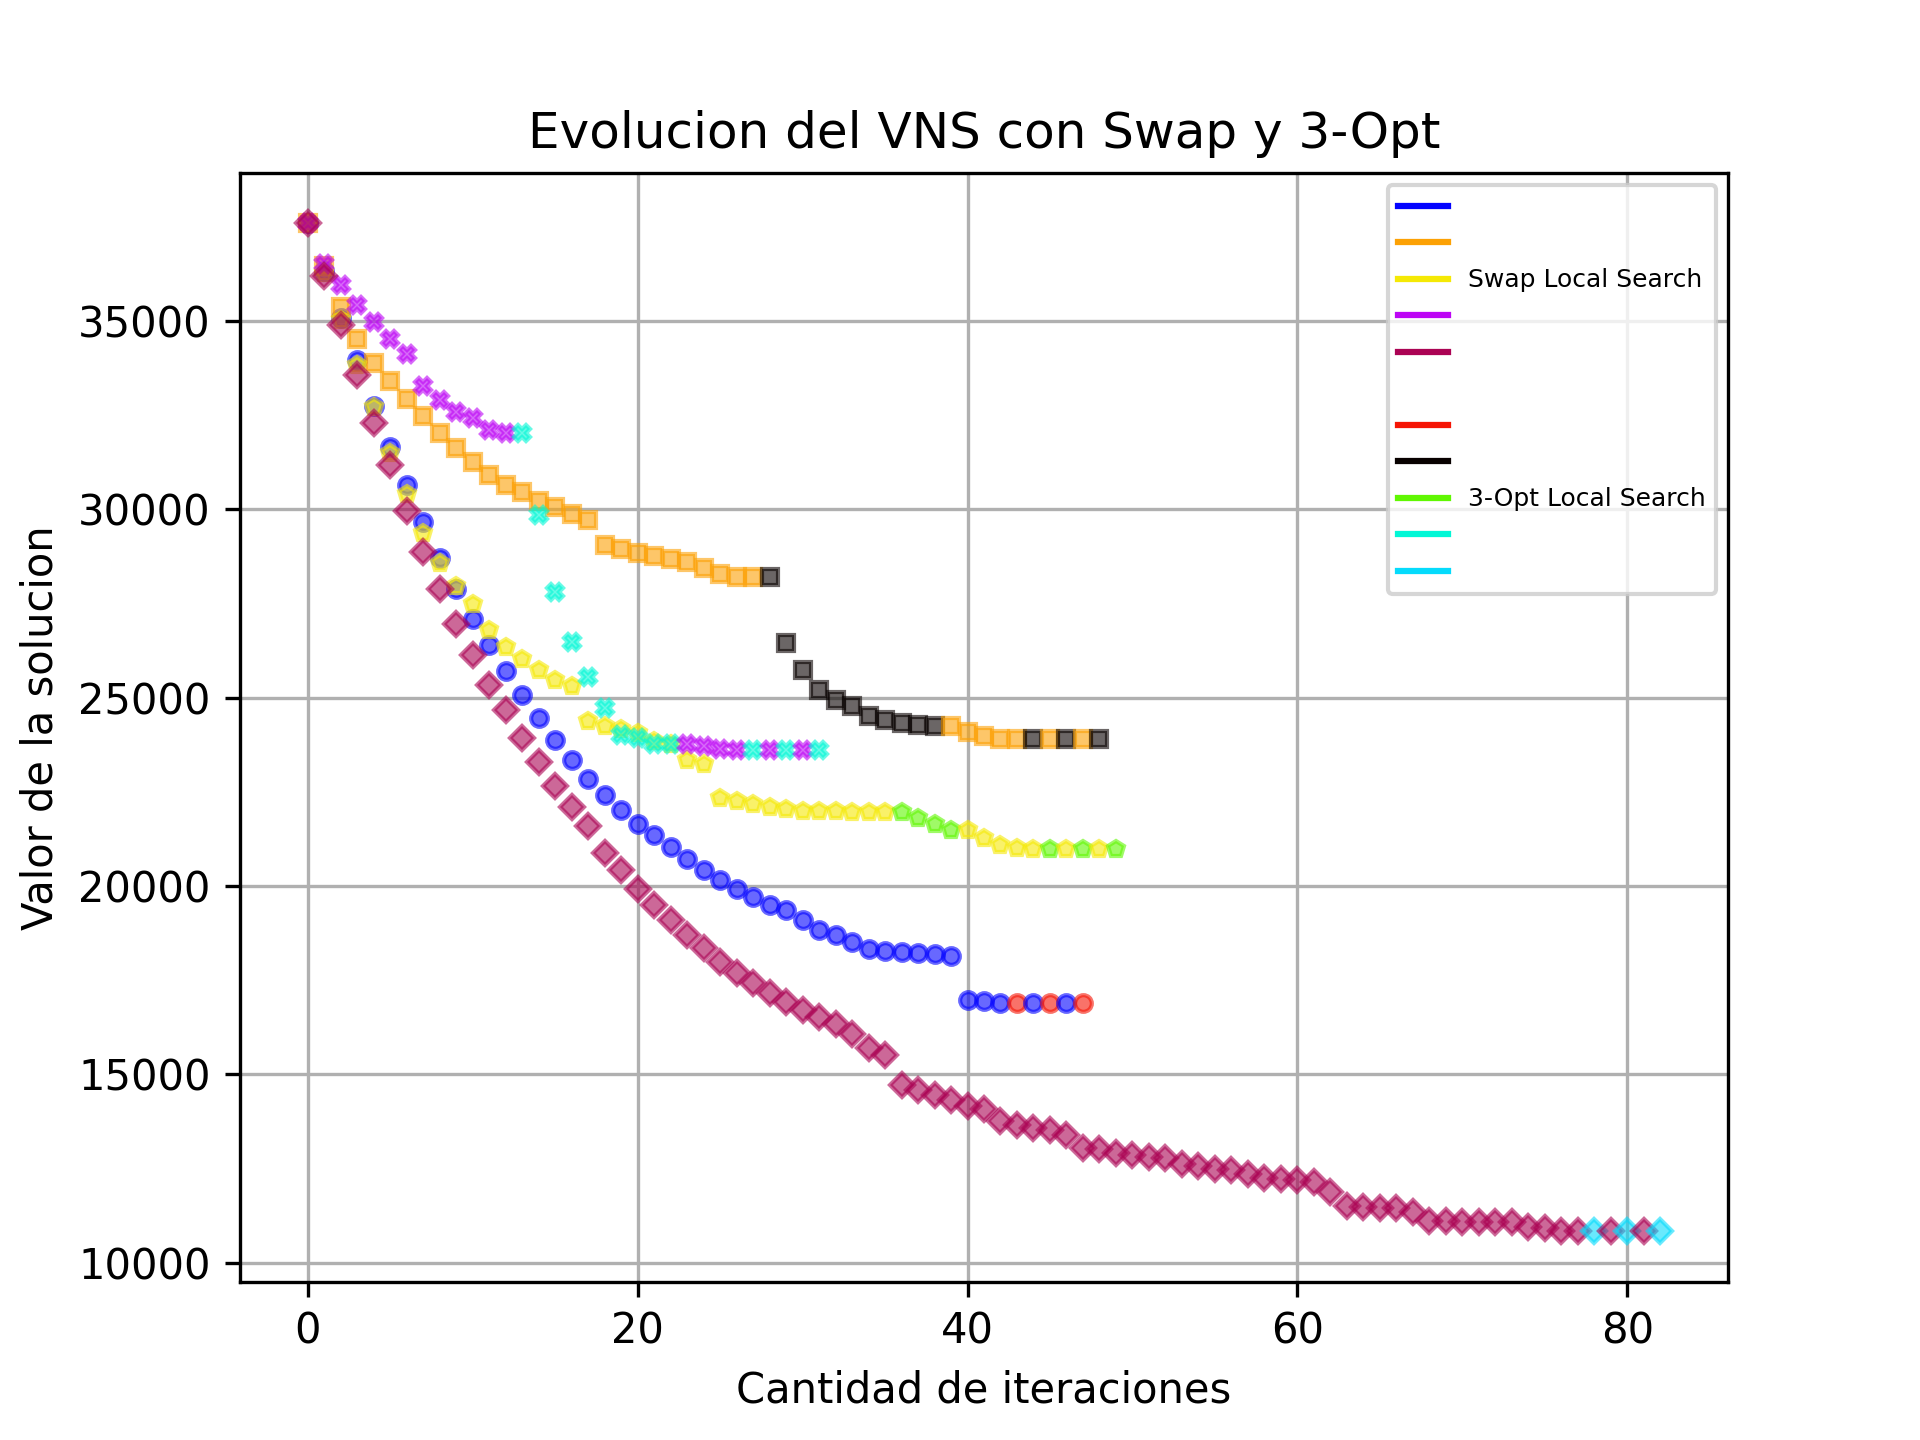 Evolucion del VNS con Swap y 3-Opt
Swap Local Search
3-Opt Local Search
Valor de la solucion
35000
30000
25000
20000
15000
10000
0 20 40 60 80
Cantidad de iteraciones